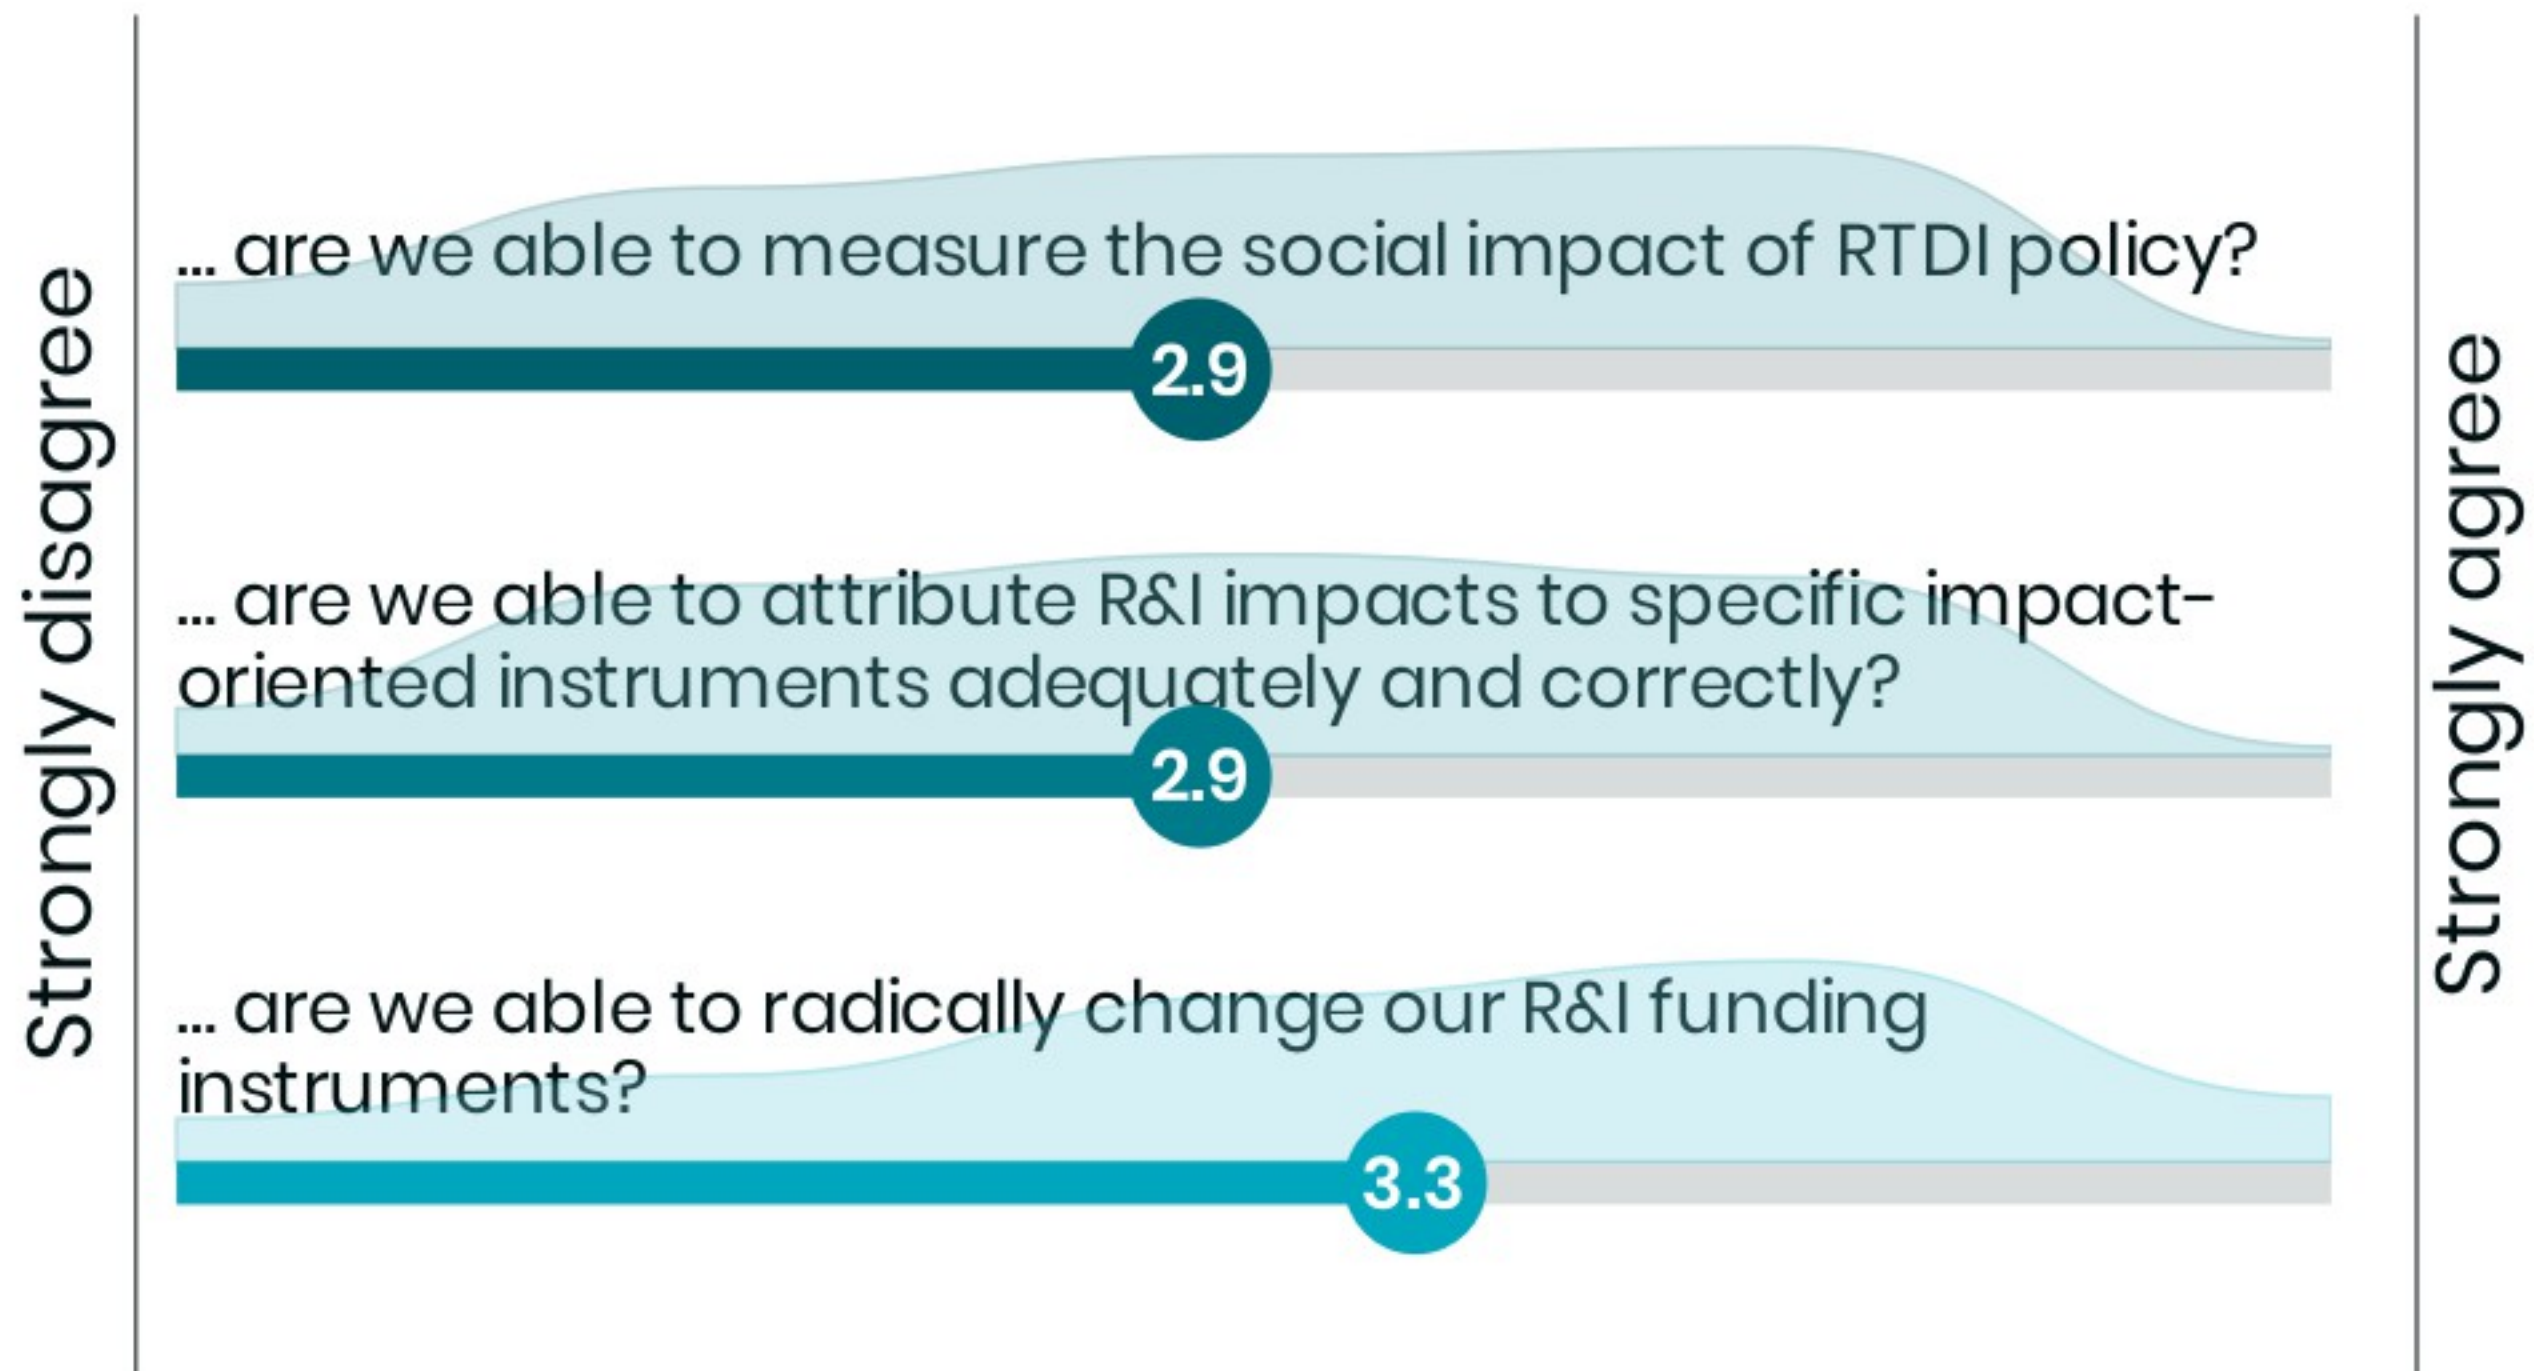 Strongly disagree
... are we able to measure the social impact of RTDI policy?
2.9
... are we able to attribute R&I impacts to specific impact-
oriented instruments adequately and correctly?
2.9
... are we able to radically change our R&I funding
instruments?
3.3
Strongly agree